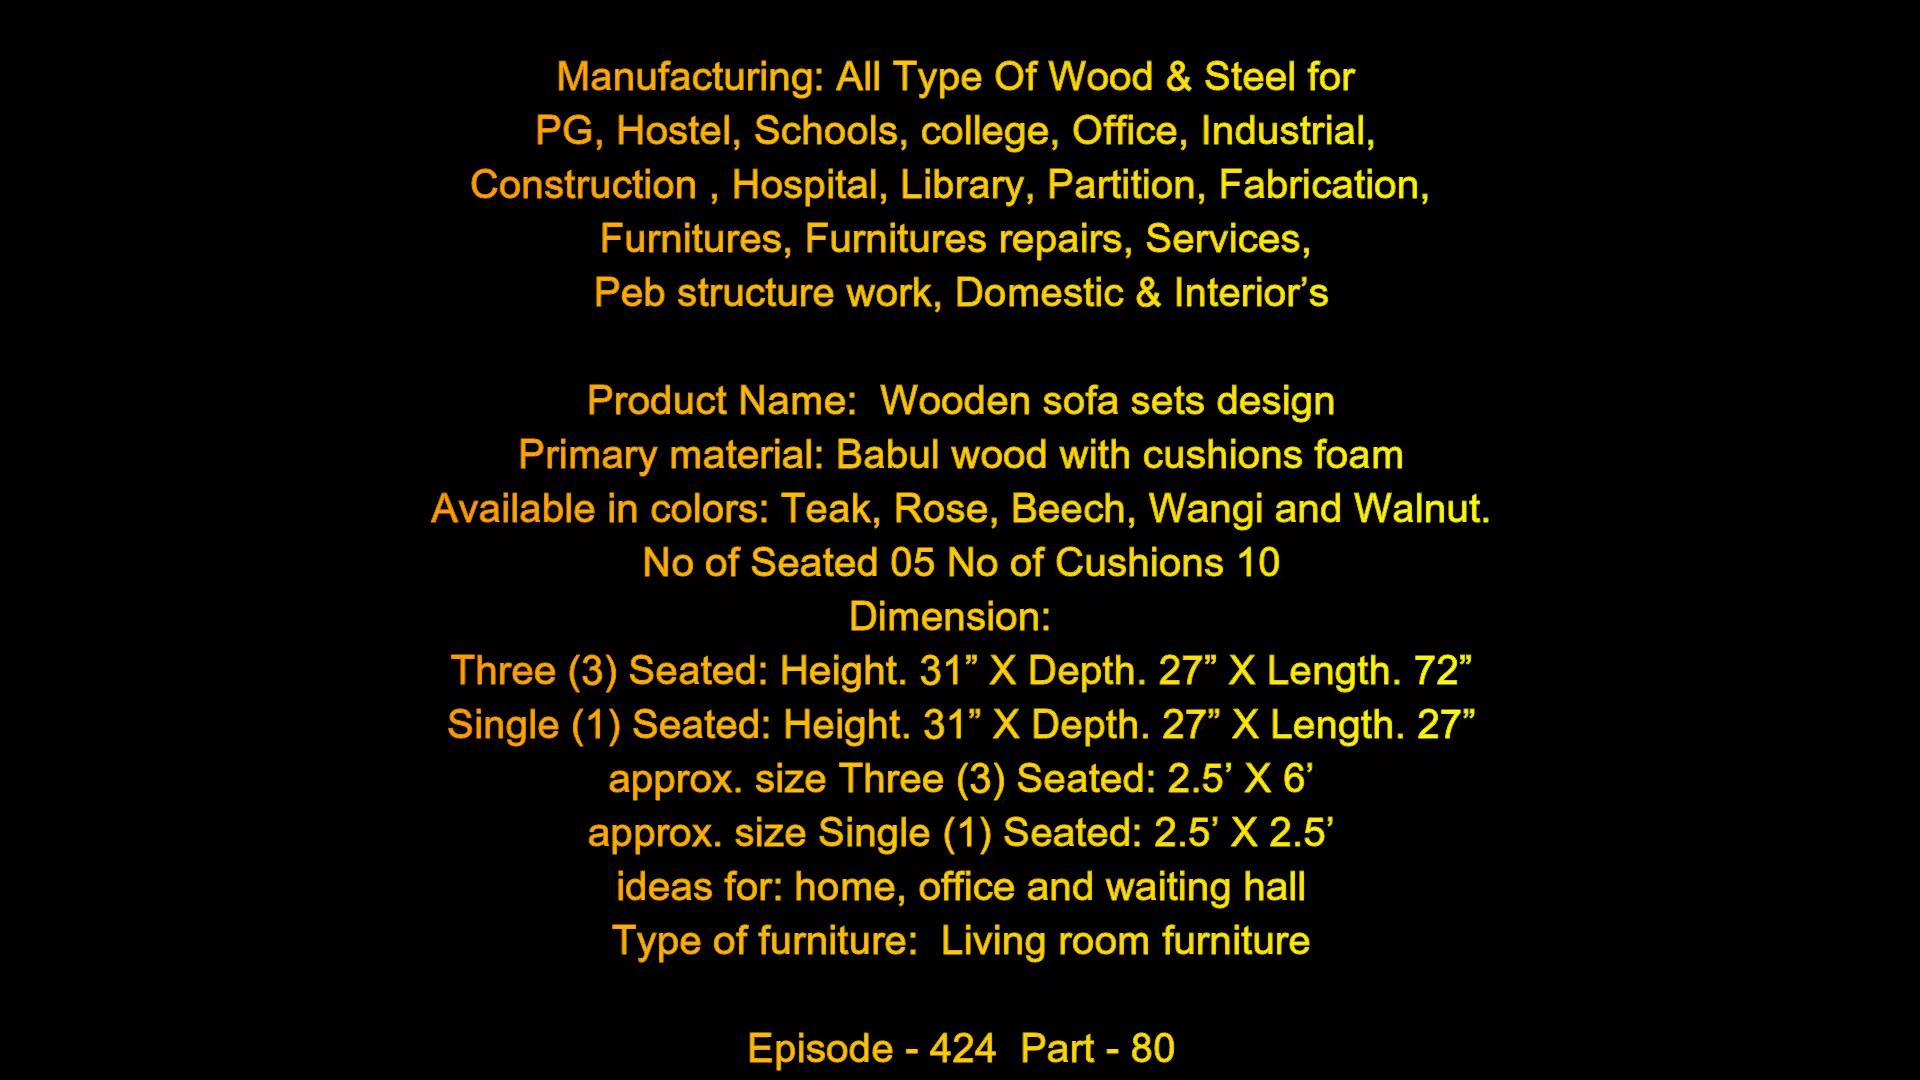 Manufacturing: All Type Of Wood & Steel for
PG, Hostel, Schools, college, Office, Industrial,
Construction , Hospital, Library, Partition, Fabrication,
Furnitures, Furnitures repairs, Services,
Peb structure work, Domestic & Interior’s
Product Name:  Wooden sofa sets design
Primary material: Babul wood with cushions foam
Available in colors: Teak, Rose, Beech, Wangi and Walnut.
No of Seated 05 No of Cushions 10
Dimension:
Three (3) Seated: Height. 31” X Depth. 27” X Length. 72”
Single (1) Seated: Height. 31” X Depth. 27” X Length. 27”
approx. size Three (3) Seated: 2.5’ X 6’
approx. size Single (1) Seated: 2.5’ X 2.5’
ideas for: home, office and waiting hall
Type of furniture:  Living room furniture
Episode - 424  Part - 80